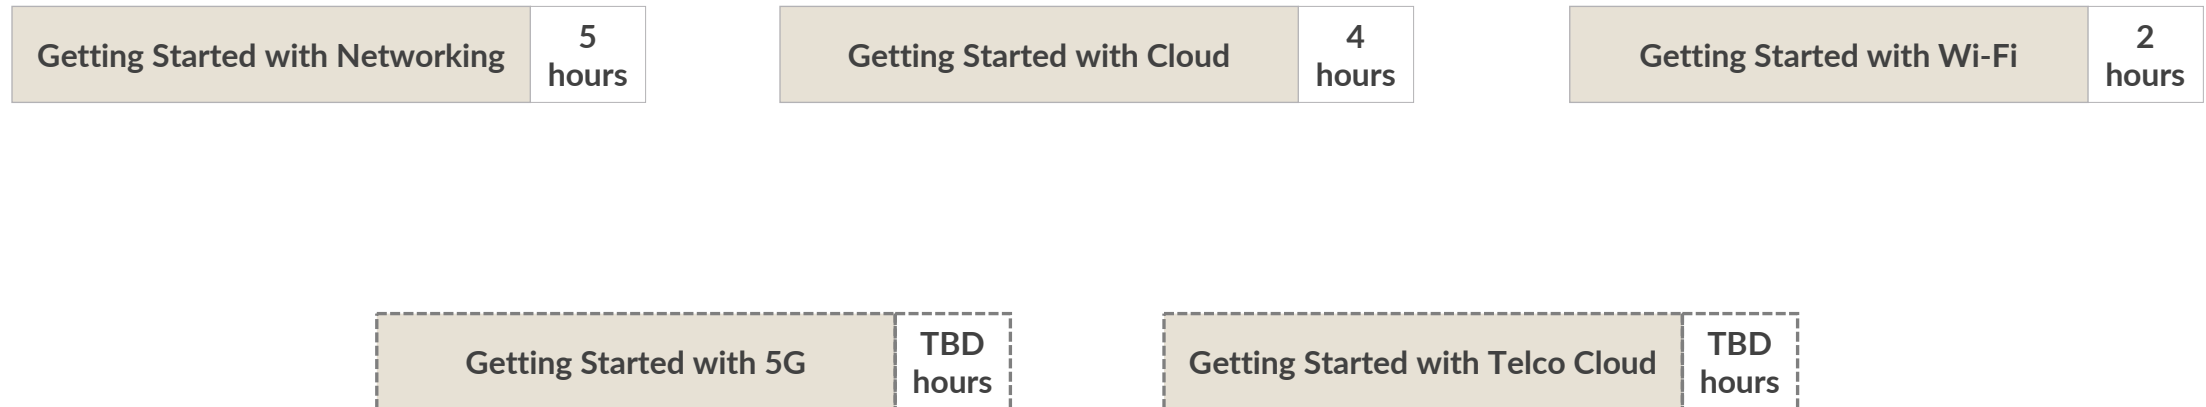 Getting Started with Networking
5
hours
Getting Started with Cloud
4
hours
Getting Started with Wi-Fi
2
hours
Getting Started with 5G
TBD
hours
Getting Started with Telco Cloud
TBD
hours